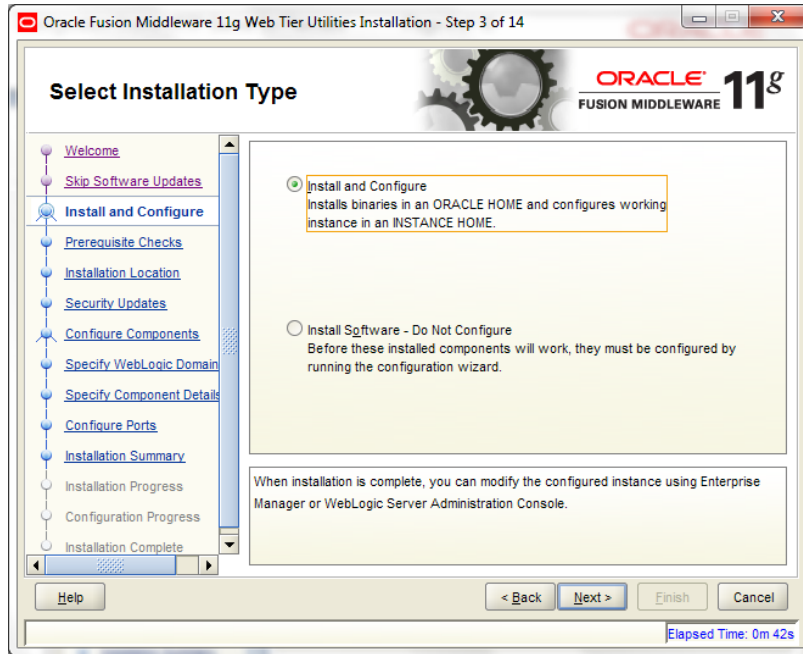 Oracle Fusion Middleware 11g Web Tier Utilities Installation - Step 3 of 14
Select Installation Type
ORACLE
FUSION MIDDLEWARE 11g
Welcome
Skip Software Updates
Install and Configure
Prerequisite Checks
Installation Location
Security Updates
Configure Components
Specify WebLogic Domain
Specify Component Details
Configure Ports
Installation Summary
Installation Progress
Configuration Progress
Installation Complete
Install and Configure
Installs binaries in an ORACLE HOME and configures working
instance in an INSTANCE HOME.
Install Software - Do Not Configure
Before these installed components will work, they must be configured by
running the configuration wizard.
When installation is complete, you can modify the configured instance using Enterprise
Manager or WebLogic Server Administration Console.
Help
< Back
Next >
Finish
Cancel
Elapsed Time: 0m 42s